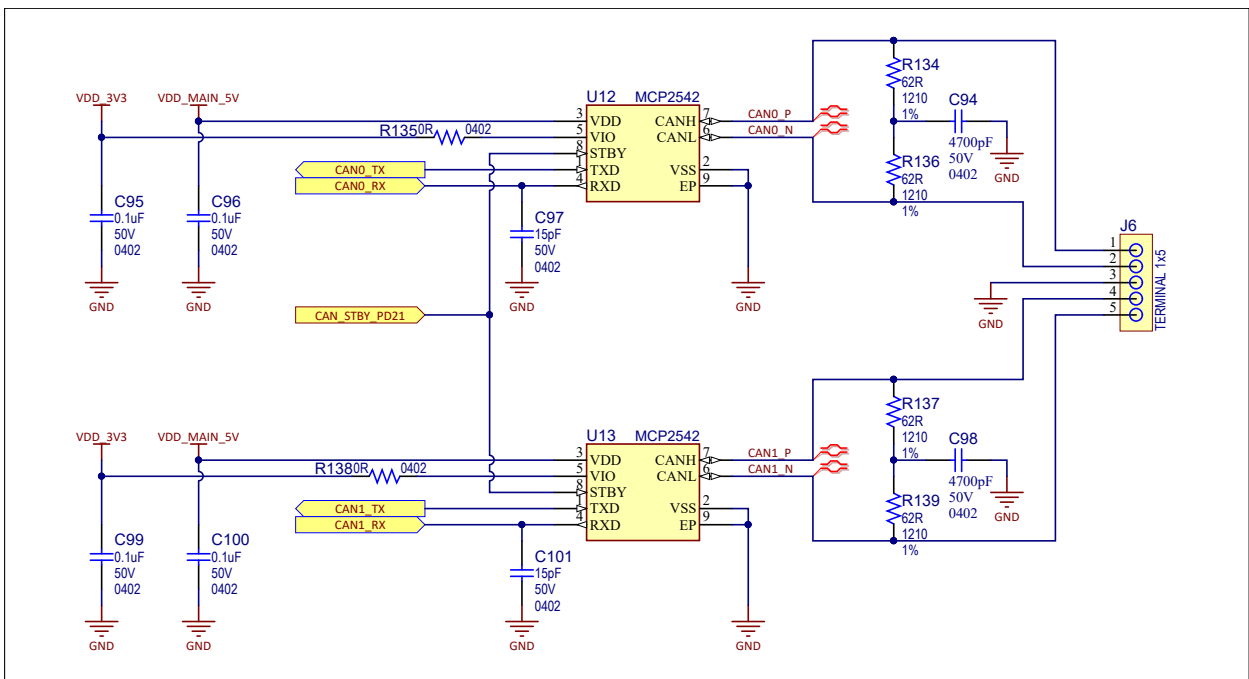 VDD_3V3
VDD_MAIN_5V
R135
0R
0402
U12
MCP2542
3
5
8
1
4
VDD
VIO
STBY
TXD
RXD
CANH
CANL
VSS
EP
7
6
2
9
CAN0_P
CAN0_N
CAN0_TX
CAN0_RX
C95
0.1uF
50V
0402
GND
C96
0.1uF
50V
0402
GND
C97
15pF
50V
0402
GND
GND
R134
62R
1210
1%
C94
4700pF
50V
0402
GND
R136
62R
1210
1%
CAN_STBY_PD21
J6
1
2
3
4
5
TERMINAL 1x5
GND
VDD_3V3
VDD_MAIN_5V
R138
0R
0402
U13
MCP2542
3
5
8
1
4
VDD
VIO
STBY
TXD
RXD
CANH
CANL
VSS
EP
7
6
2
9
CAN1_P
CAN1_N
CAN1_TX
CAN1_RX
C99
0.1uF
50V
0402
GND
C100
0.1uF
50V
0402
GND
C101
15pF
50V
0402
GND
GND
R137
62R
1210
1%
C98
4700pF
50V
0402
GND
R139
62R
1210
1%